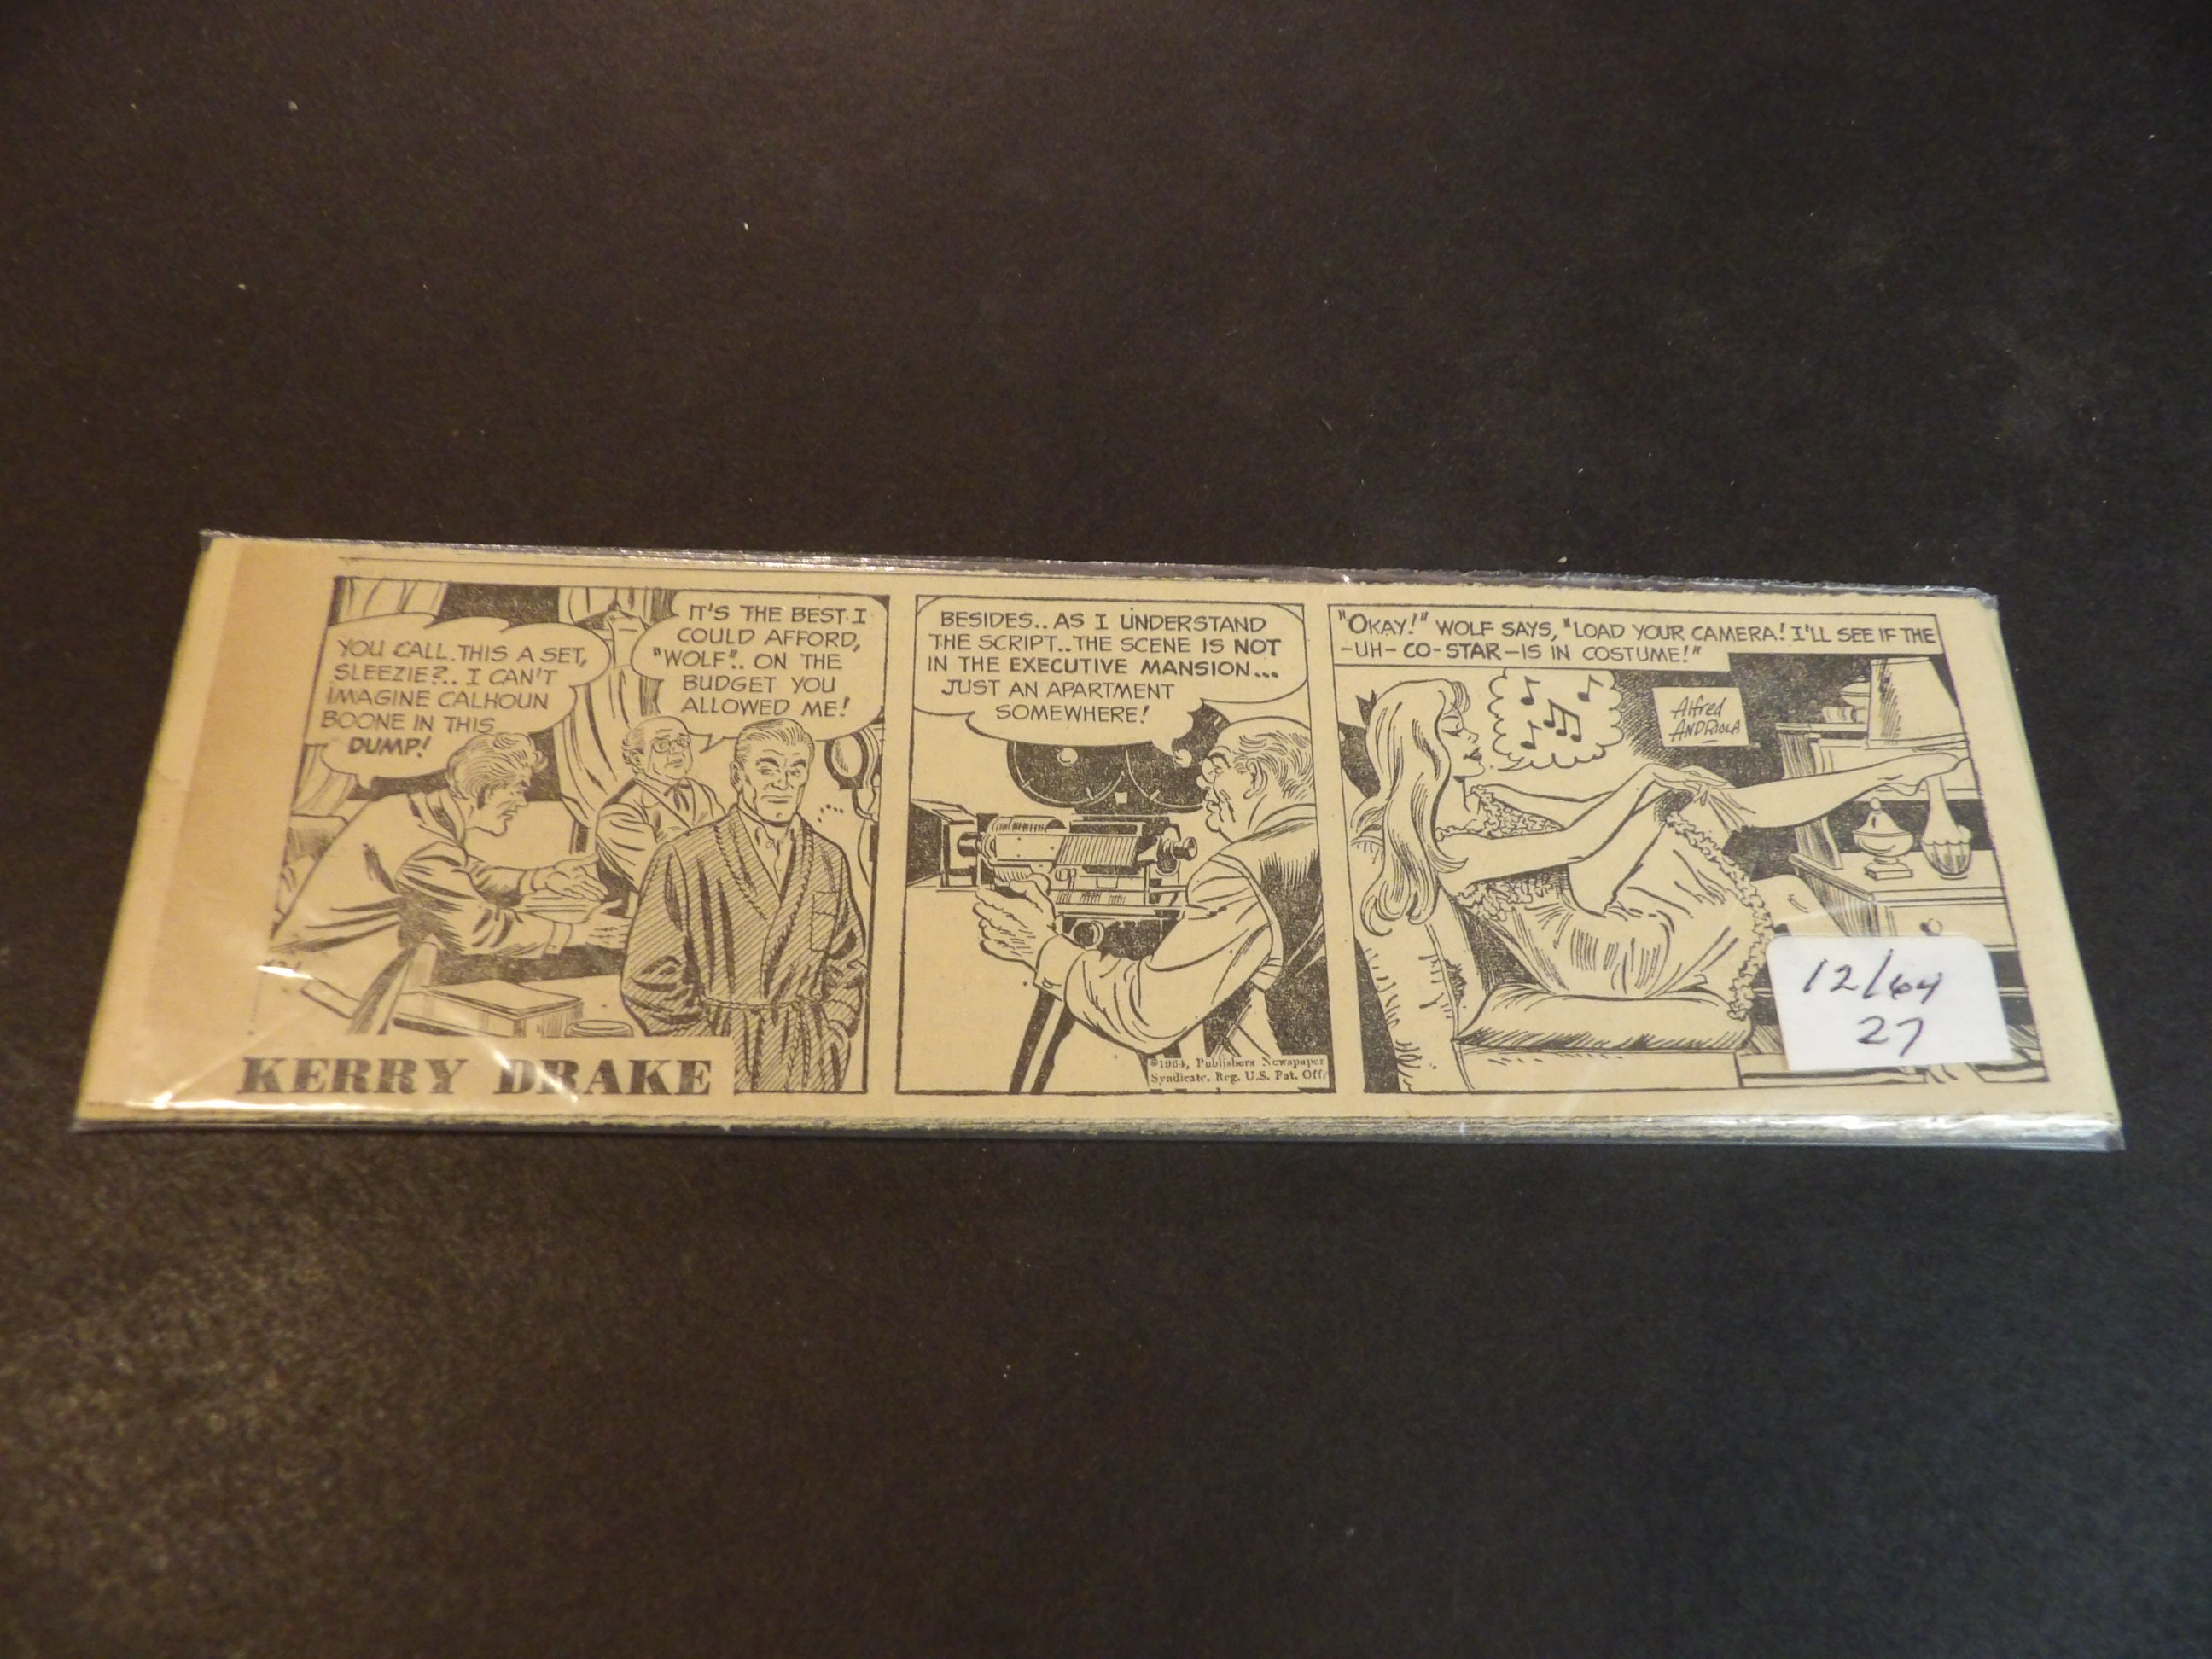 YOU CALL THIS A SET,
SLEEZIE?.. I CAN'T
IMAGINE CALHOUN
BOONE IN THIS
DUMP!
IT'S THE BEST I
COULD AFFORD,
"WOLF".. ON THE
BUDGET YOU
ALLOWED ME!
KERRY DRAKE
BESIDES.. AS I UNDERSTAND
THE SCRIPT.. THE SCENE IS NOT
IN THE EXECUTIVE MANSION...
JUST AN APARTMENT
SOMEWHERE!
©1964, Publishers Newspaper
Syndicate. Reg. U.S. Pat. Off.
"OKAY!" WOLF SAYS, "LOAD YOUR CAMERA! I'LL SEE IF THE
-UH- CO-STAR-IS IN COSTUME!"
Alfred
ANDRIOLA
12/64
27